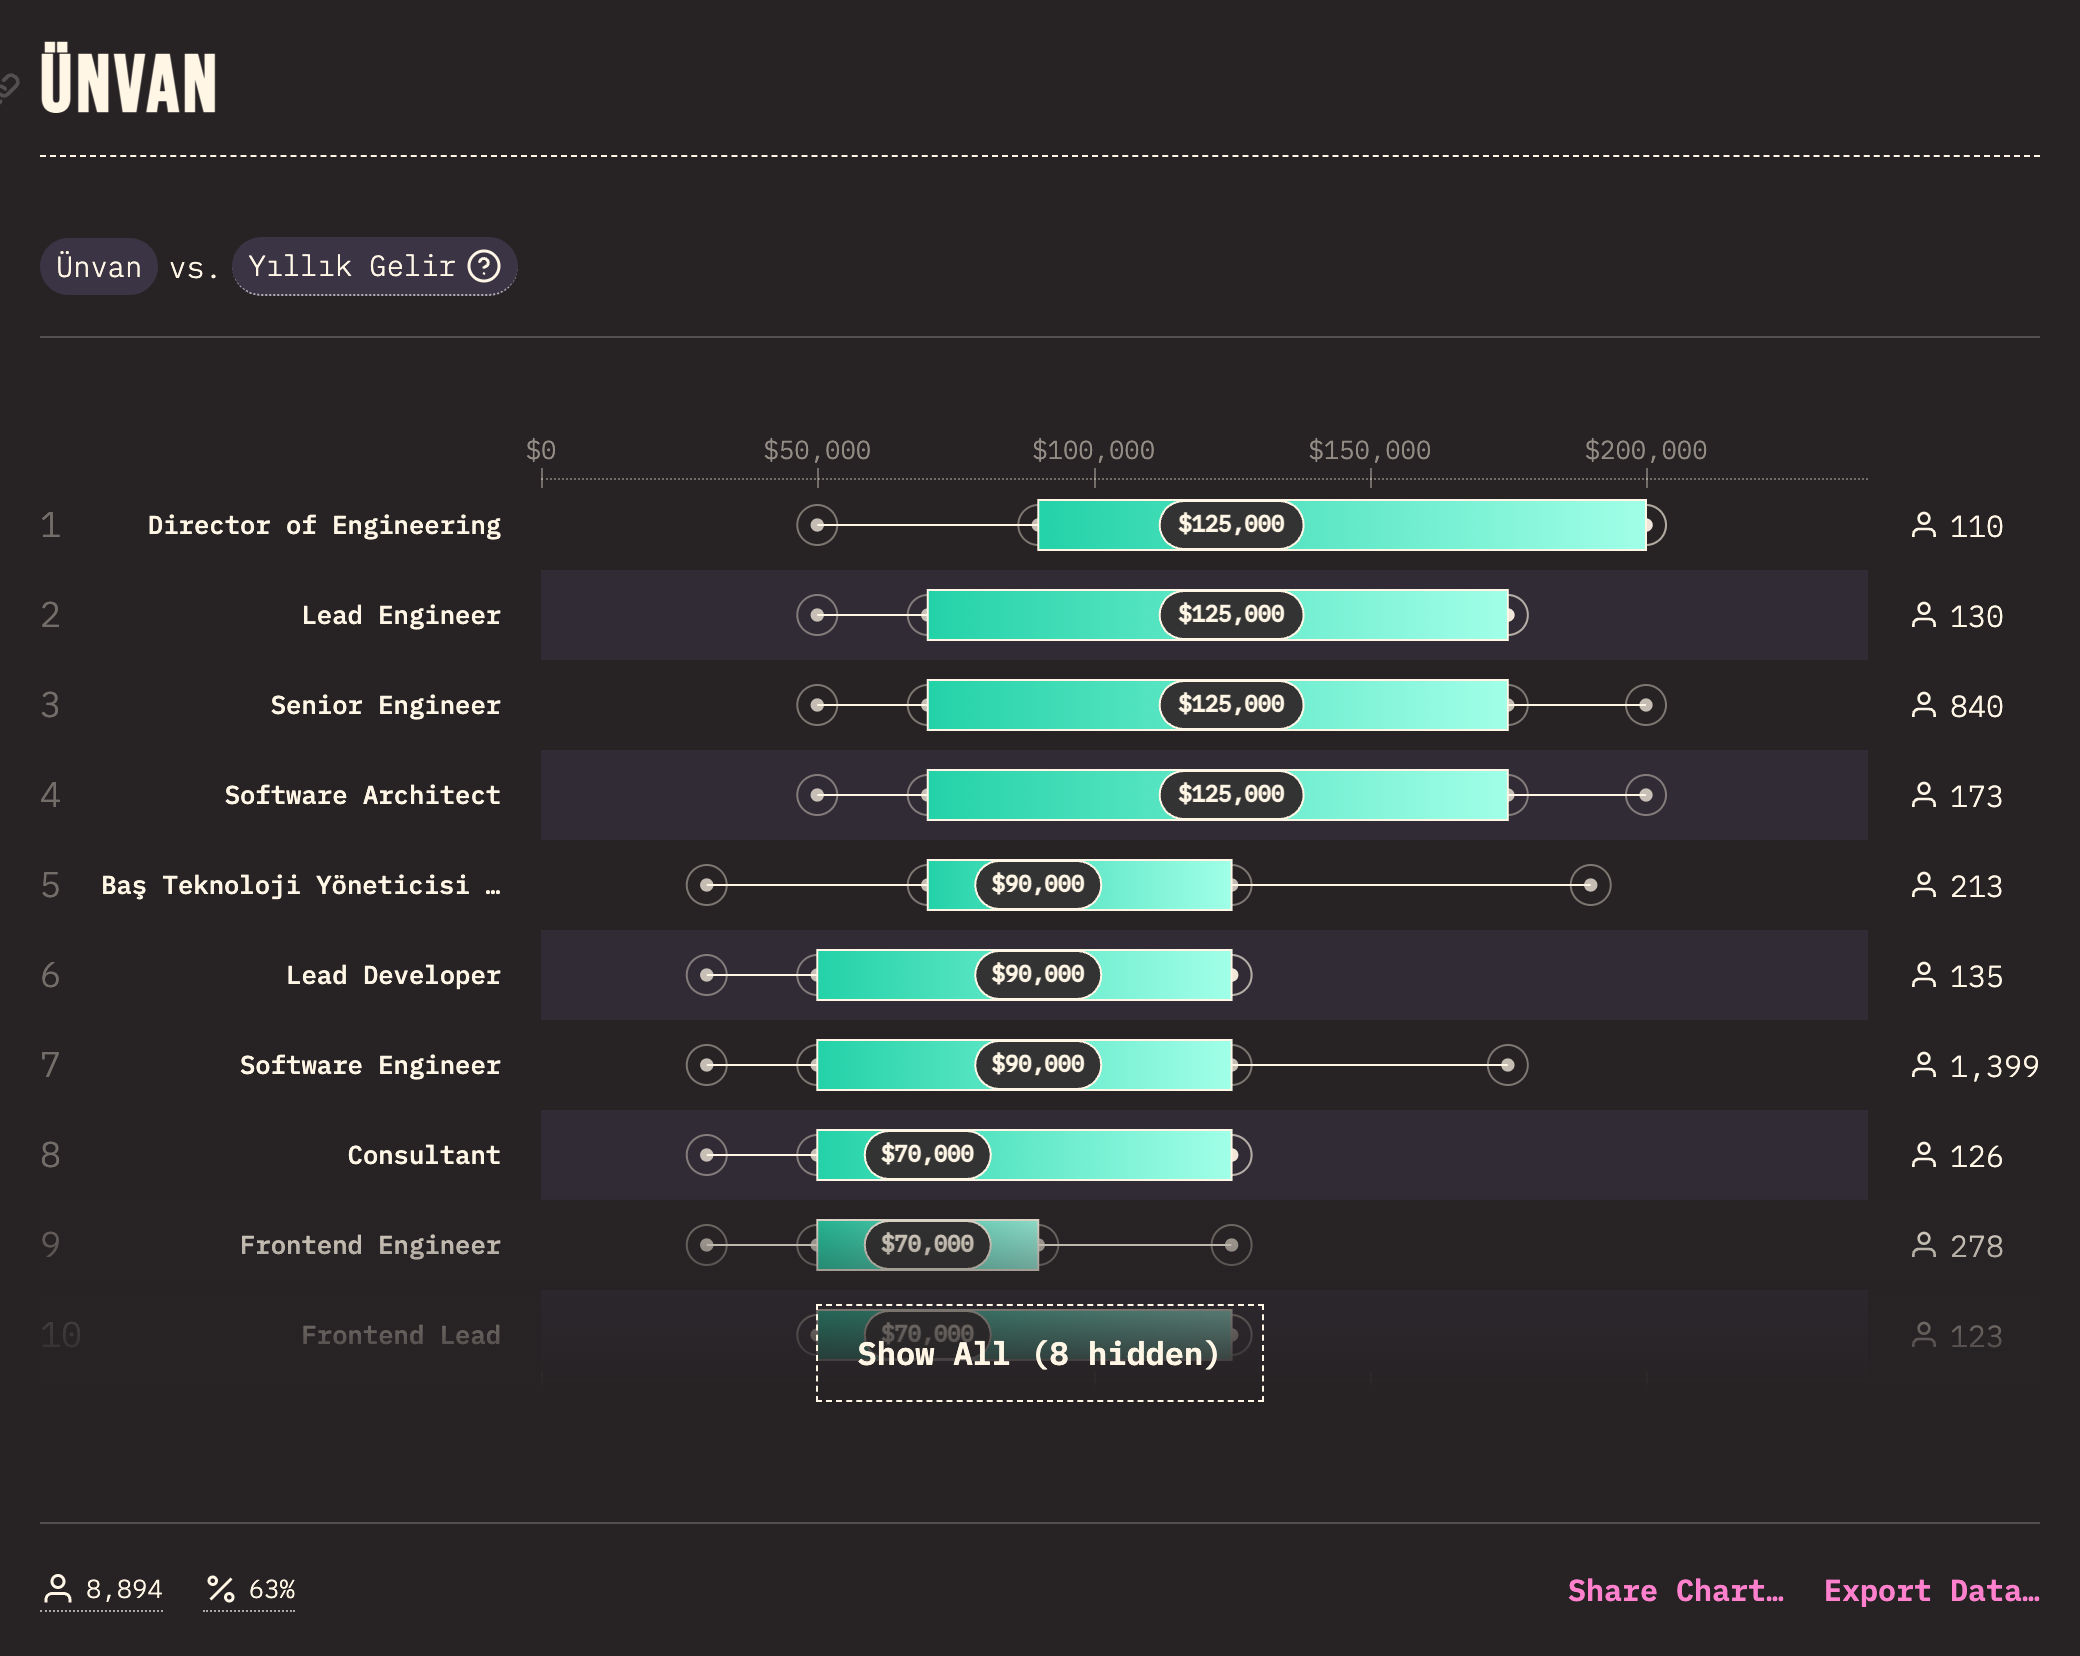 ÜNVAN
Ünvan vs. Yıllık Gelir
$0 $50,000 $100,000 $150,000 $200,000
1 Director of Engineering $125,000 110
2 Lead Engineer $125,000 130
3 Senior Engineer $125,000 840
4 Software Architect $125,000 173
5 Baş Teknoloji Yöneticisi … $90,000 213
6 Lead Developer $90,000 135
7 Software Engineer $90,000 1,399
8 Consultant $70,000 126
9 Frontend Engineer $70,000 278
10 Frontend Lead $70,000 123
Show All (8 hidden)
8,894 63% Share Chart… Export Data…